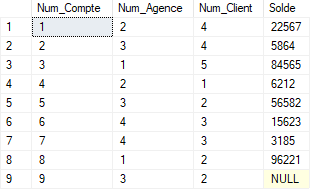 Num_Compte Num_Agence Num_Client Solde
1 1 2 4 22567
2 2 3 4 5864
3 3 1 5 84565
4 4 2 1 6212
5 5 3 2 56582
6 6 4 3 15623
7 7 4 3 3185
8 8 1 2 96221
9 9 3 2 NULL